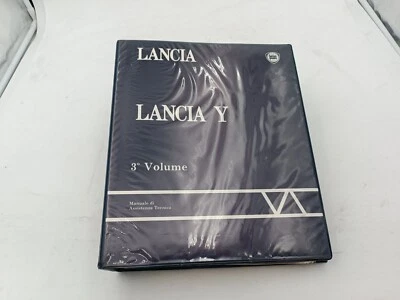 LANCIA
LANCIA Y
3° Volume
Manuale di
Assistenza Tecnica